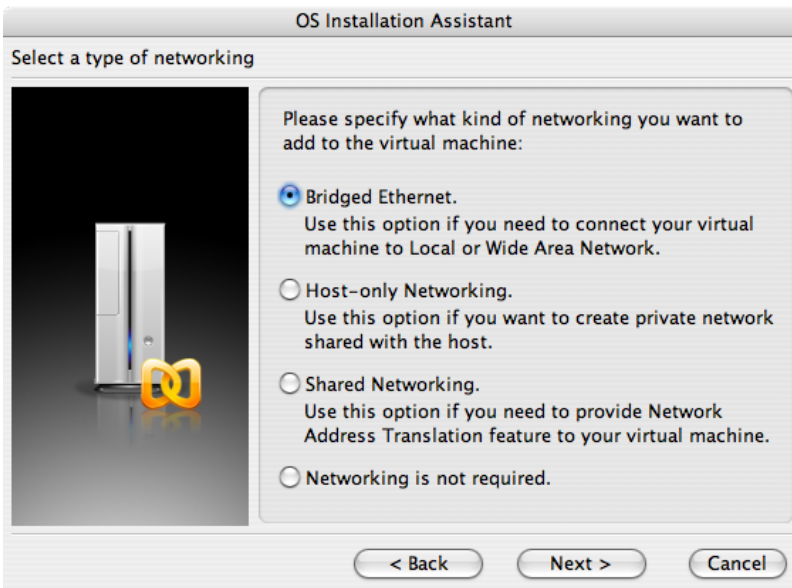 OS Installation Assistant
Select a type of networking
Please specify what kind of networking you want to
add to the virtual machine:
Bridged Ethernet.
Use this option if you need to connect your virtual
machine to Local or Wide Area Network.
Host-only Networking.
Use this option if you want to create private network
shared with the host.
Shared Networking.
Use this option if you need to provide Network
Address Translation feature to your virtual machine.
Networking is not required.
< Back
Next >
Cancel